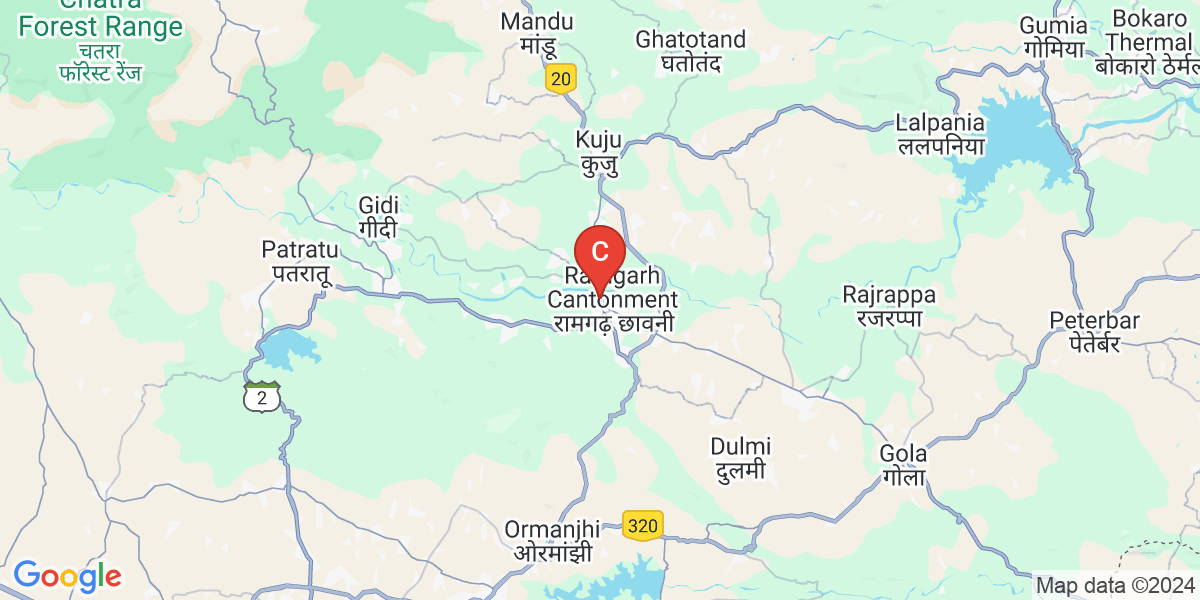 Chatra
Forest Range
चतरा
फॉरेस्ट रेंज
Mandu
मांडू
20
Ghatotand
घतोतंद
Gumia
गोमिया
Bokaro
Thermal
बोकारो ठेर्मल
Kuju
कुजु
Lalpania
ललपनिया
Gidi
गीदी
Patratu
पतरातू
C
Ramgarh
Cantonment
रामगढ़ छावनी
Rajrappa
रजरप्पा
Peterbar
पेतेर्बर
2
Dulmi
दुलमी
Gola
गोला
Ormanjhi
ओरमांझी
320
Google
Map data ©2024